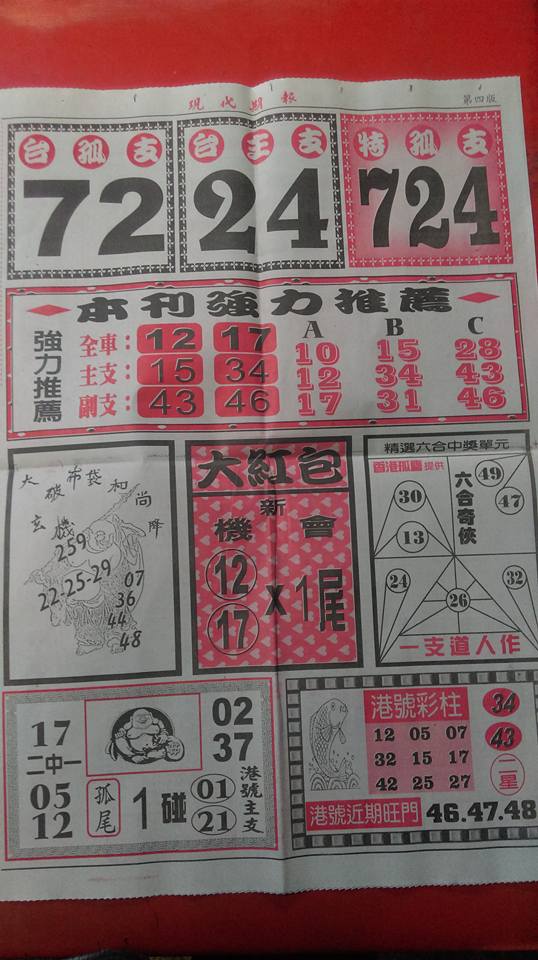 現代期報
第四版
台孤支
72
台主支
24
特孤支
724
本刊強力推薦
強力推薦
全車：12 17
主支：15 34
副支：43 46
A B C
10 15 28
12 34 43
17 31 46
大破布袋和尚
玄機
降
259
22-25-29
07
36
44
48
大紅包
新
機會
12
17
x1尾
精選六合中獎單元
香港孤鷹提供
六合奇俠
49
47
30
13
24
26
32
一支道人作
17
二中一
05
12
孤尾
1碰
02
37
01
21
港號主支
港號彩柱
12 05 07
32 15 17
42 25 27
34
43
二星
港號近期旺門
46.47.48